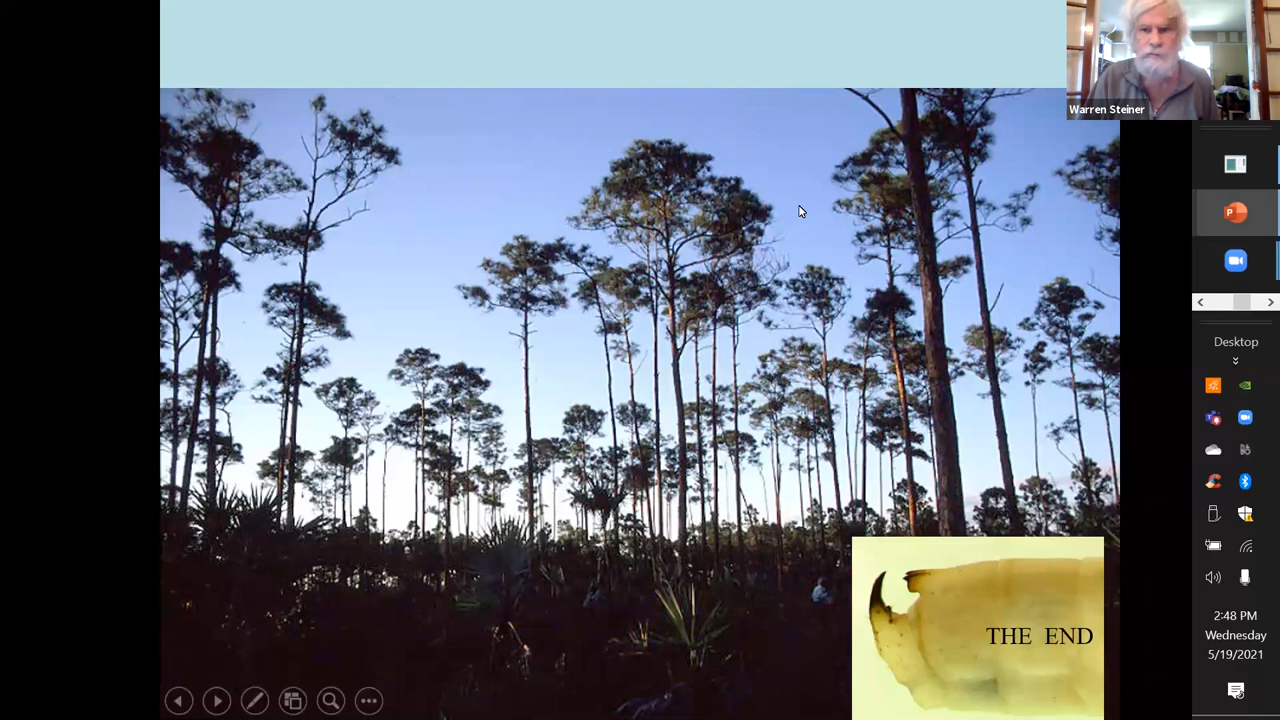 Warren Steiner
Desktop
THE END
2:48 PM
Wednesday
5/19/2021